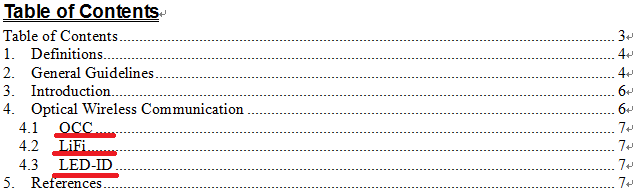 Table of Contents
Table of Contents 3
1. Definitions 4
2. General Guidelines 4
3. Introduction 6
4. Optical Wireless Communication 6
4.1 OCC 7
4.2 LiFi 7
4.3 LED-ID 7
5. References 7